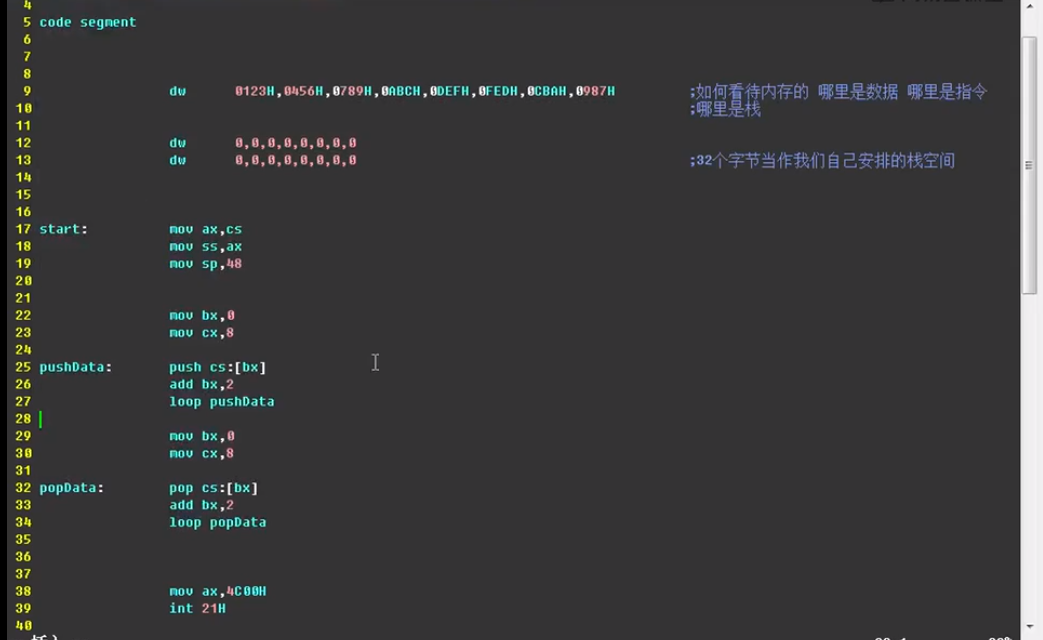 4
5 code segment
6
7
8
9 dw 0123H,0456H,0789H,0ABCH,0DEFH,0FEDH,0CBAH,0987H ;如何看待内存的 哪里是数据 哪里是指令
10 ;哪里是栈
11
12 dw 0,0,0,0,0,0,0,0
13 dw 0,0,0,0,0,0,0,0 ;32个字节当作我们自己安排的栈空间
14
15
16
17 start: mov ax,cs
18 mov ss,ax
19 mov sp,48
20
21
22 mov bx,0
23 mov cx,8
24
25 pushData: push cs:[bx]
26 add bx,2
27 loop pushData
28
29 mov bx,0
30 mov cx,8
31
32 popData: pop cs:[bx]
33 add bx,2
34 loop popData
35
36
37
38 mov ax,4C00H
39 int 21H
40